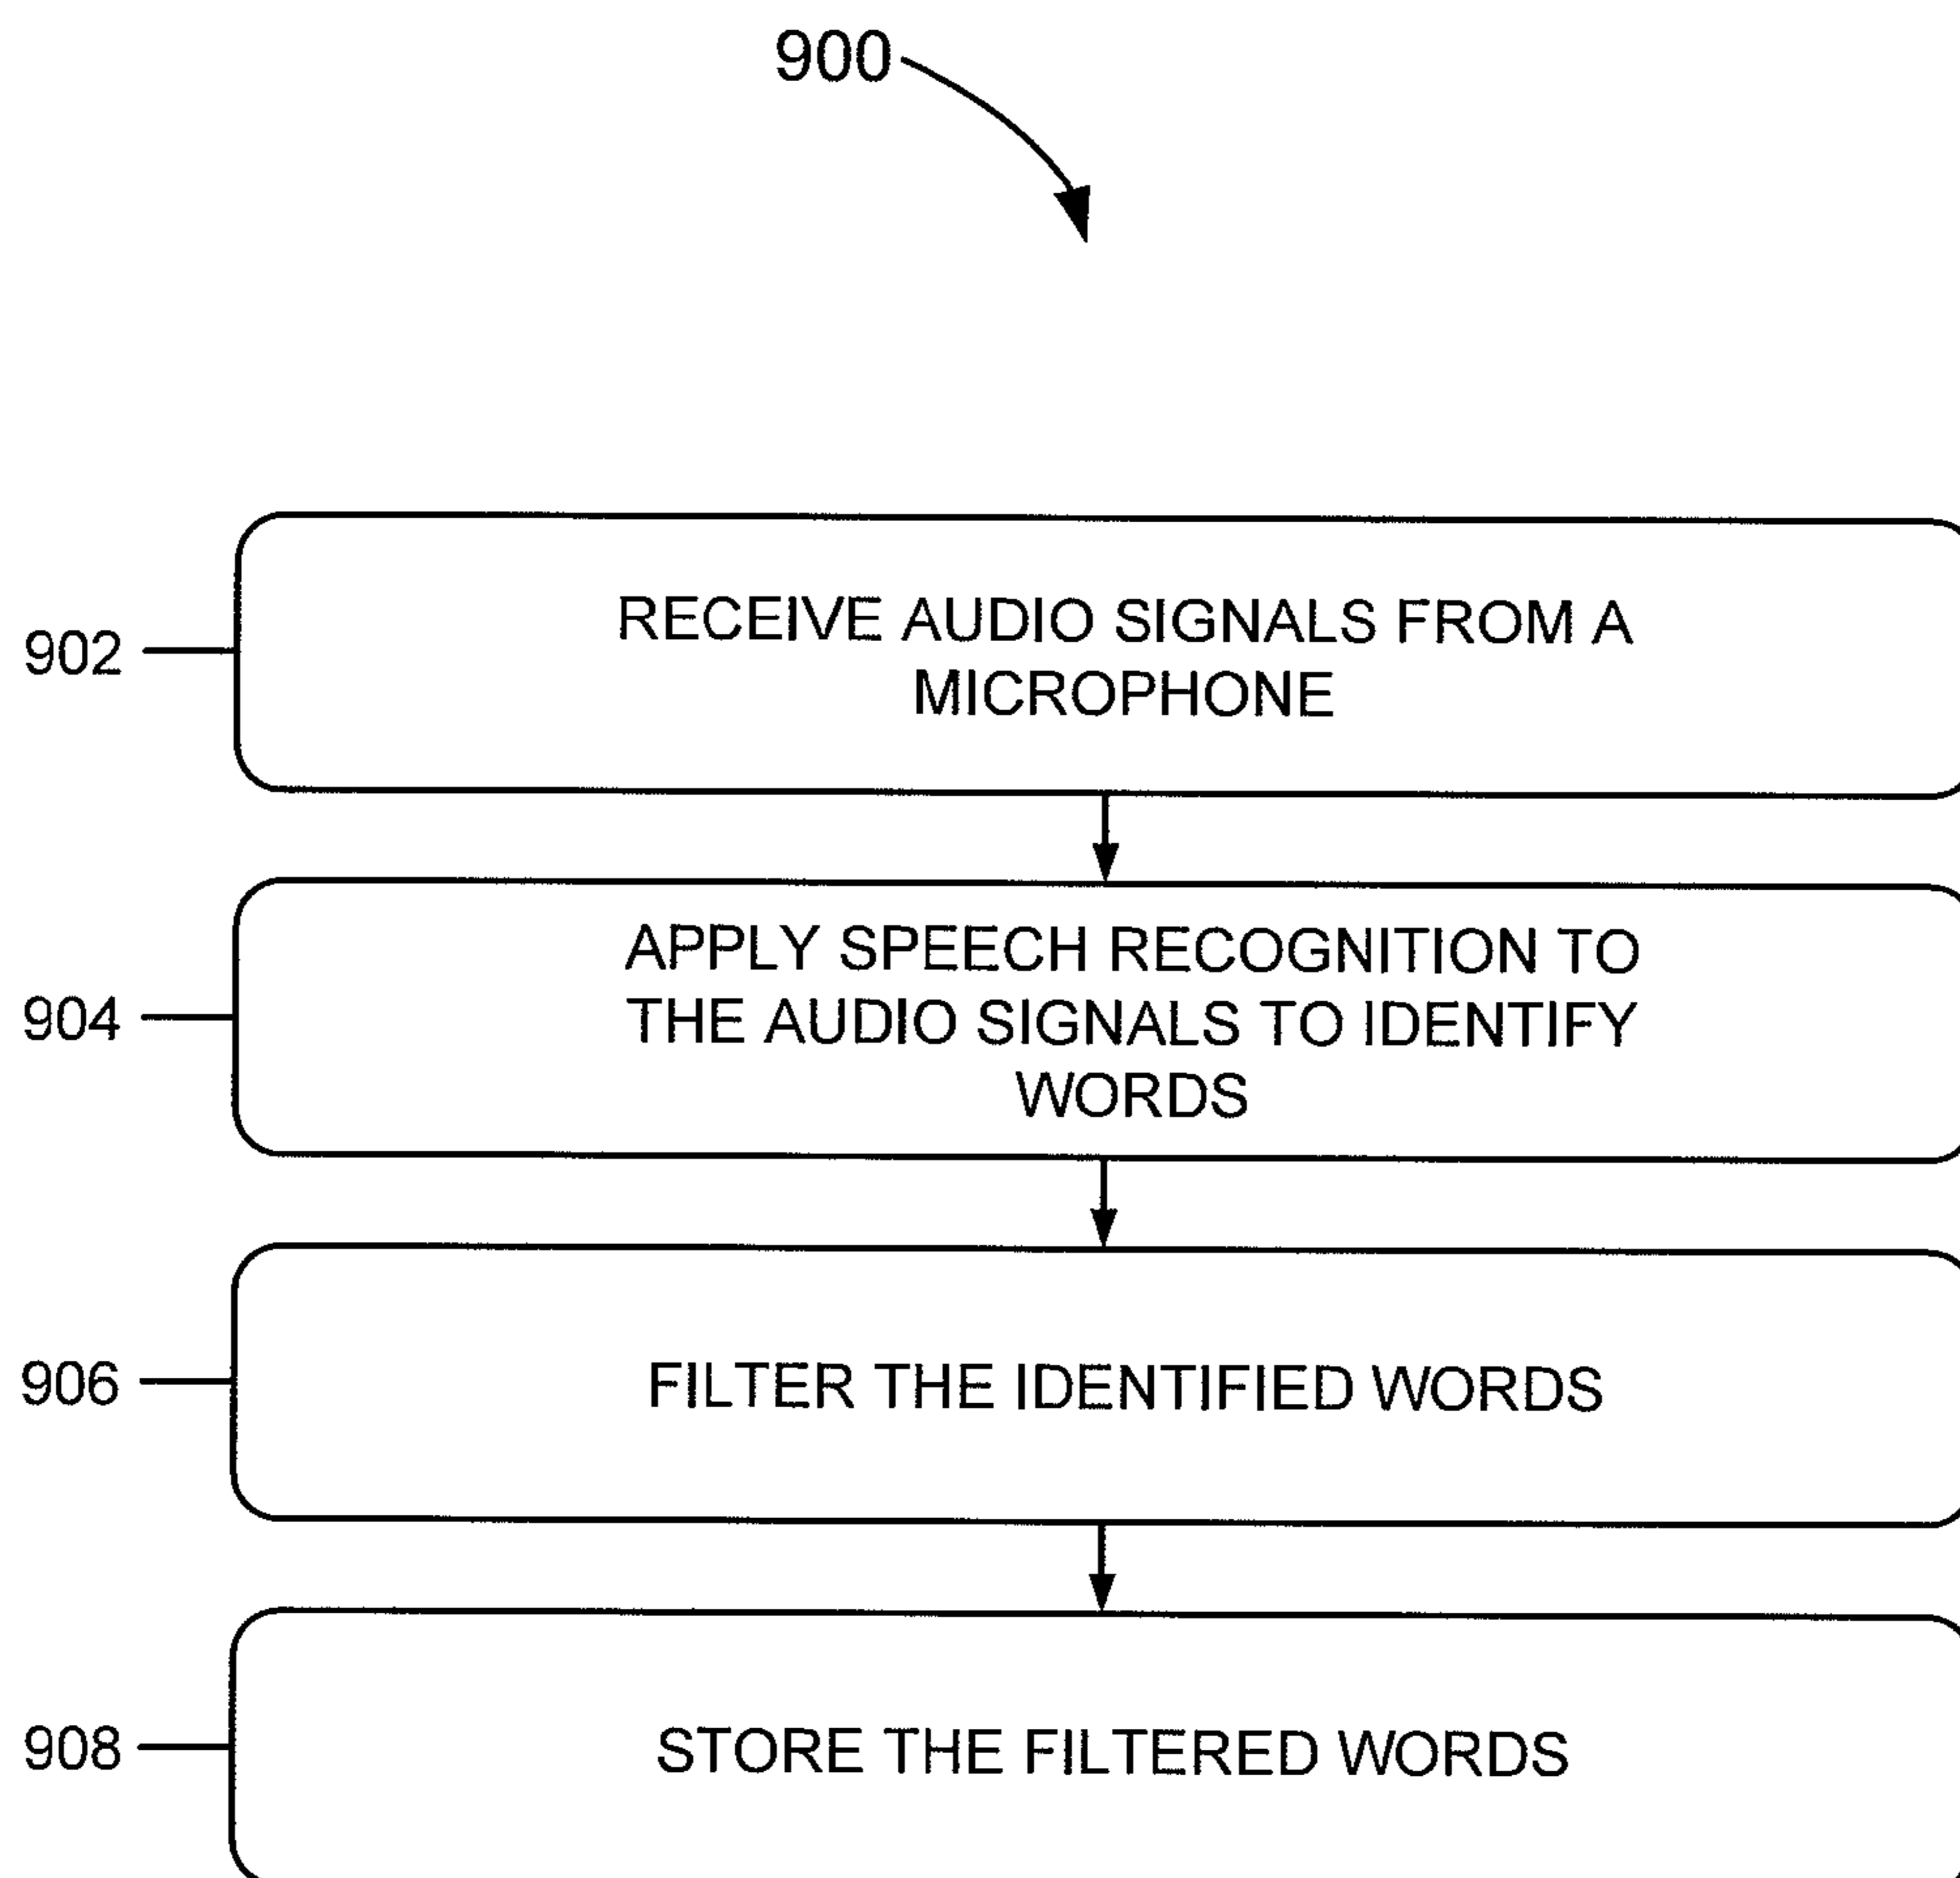 900
902
RECEIVE AUDIO SIGNALS FROM A
MICROPHONE
904
APPLY SPEECH RECOGNITION TO
THE AUDIO SIGNALS TO IDENTIFY
WORDS
906
FILTER THE IDENTIFIED WORDS
908
STORE THE FILTERED WORDS